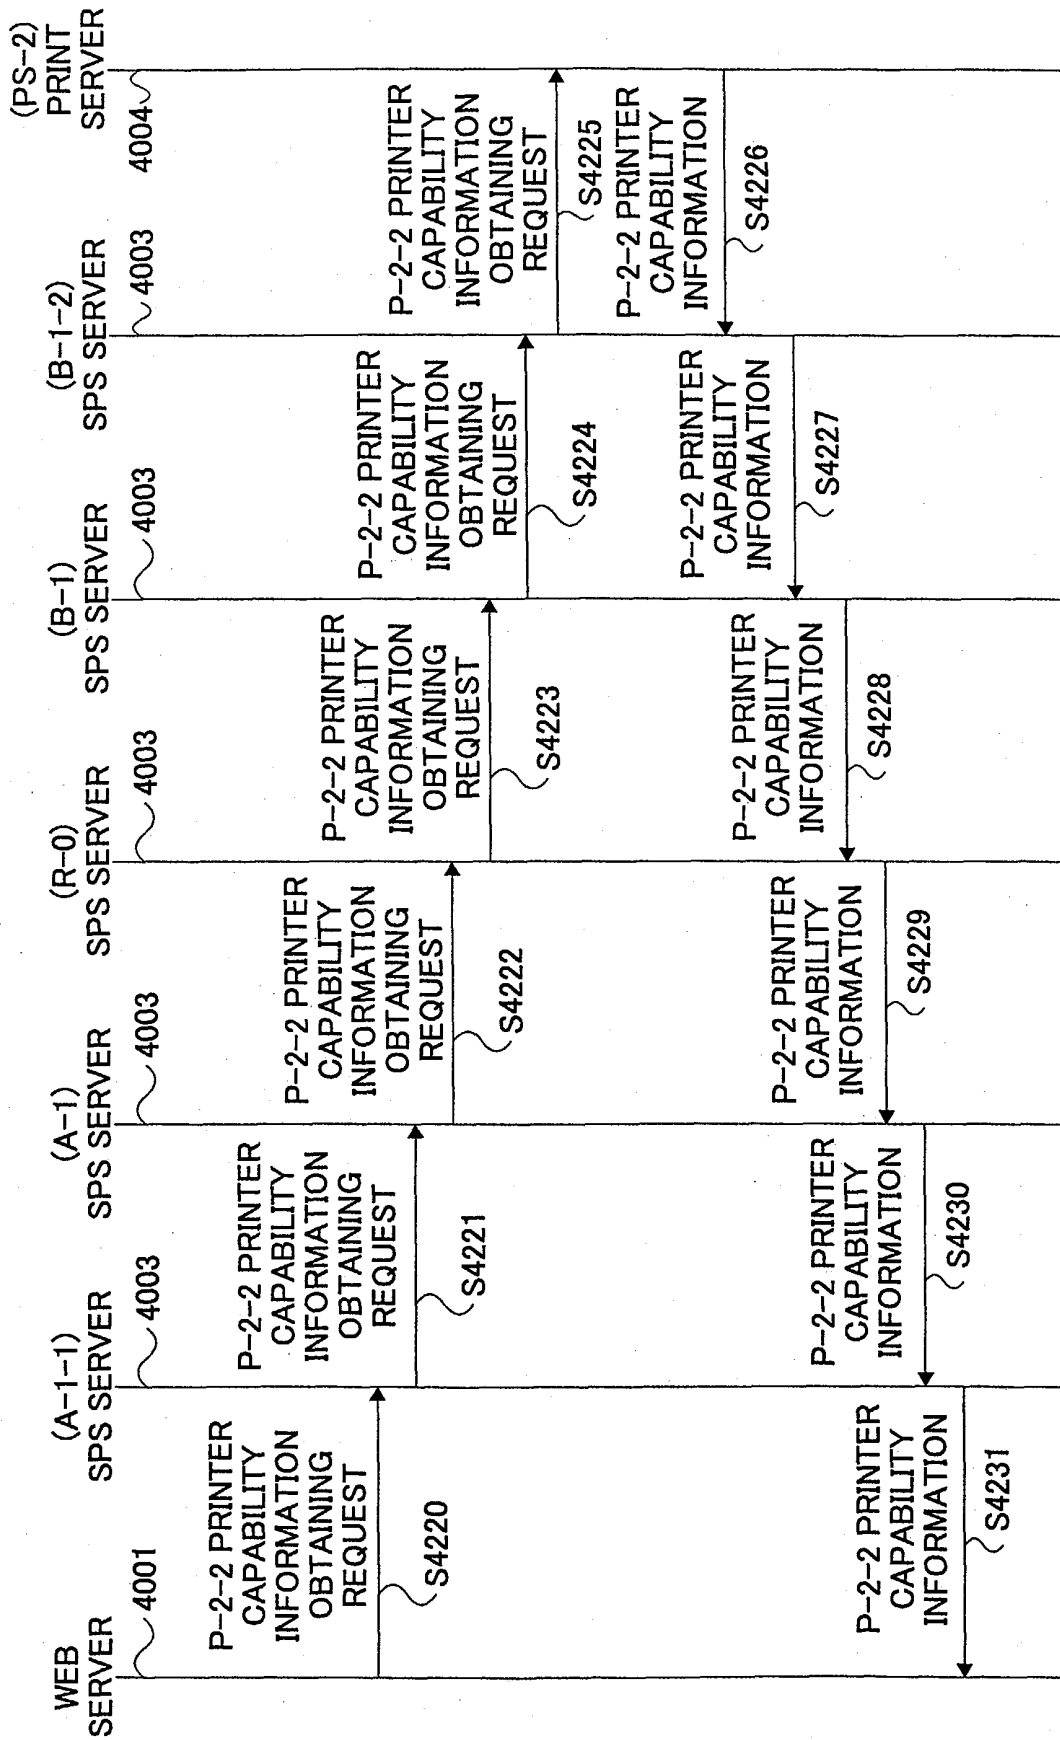 WEB
SERVER
4001
(A-1-1)
SPS SERVER
4003
(A-1)
SPS SERVER
4003
(R-0)
SPS SERVER
4003
(B-1)
SPS SERVER
4003
(B-1-2)
SPS SERVER
4003
(PS-2)
PRINT
SERVER
4004
P-2-2 PRINTER
CAPABILITY
INFORMATION
OBTAINING
REQUEST
S4220
P-2-2 PRINTER
CAPABILITY
INFORMATION
OBTAINING
REQUEST
S4221
P-2-2 PRINTER
CAPABILITY
INFORMATION
OBTAINING
REQUEST
S4222
P-2-2 PRINTER
CAPABILITY
INFORMATION
OBTAINING
REQUEST
S4223
P-2-2 PRINTER
CAPABILITY
INFORMATION
OBTAINING
REQUEST
S4224
P-2-2 PRINTER
CAPABILITY
INFORMATION
OBTAINING
REQUEST
S4225
P-2-2 PRINTER
CAPABILITY
INFORMATION
S4226
P-2-2 PRINTER
CAPABILITY
INFORMATION
S4227
P-2-2 PRINTER
CAPABILITY
INFORMATION
S4228
P-2-2 PRINTER
CAPABILITY
INFORMATION
S4229
P-2-2 PRINTER
CAPABILITY
INFORMATION
S4230
P-2-2 PRINTER
CAPABILITY
INFORMATION
S4231